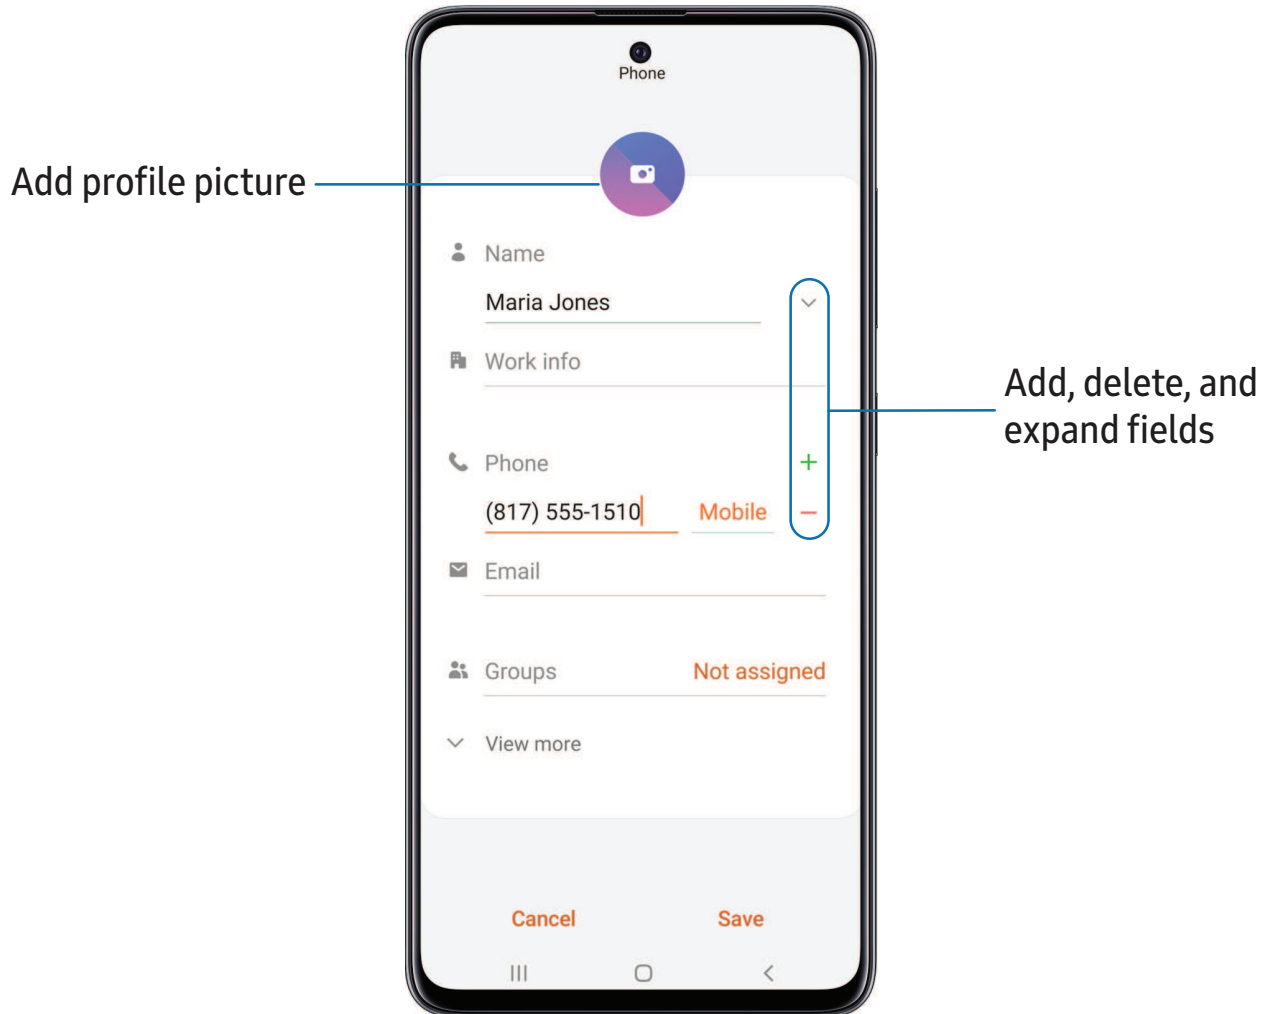 Phone
Add profile picture
Name
Maria Jones
Work info
Add, delete, and
expand fields
Phone
(817) 555-1510 Mobile
Email
Groups Not assigned
View more
Cancel Save